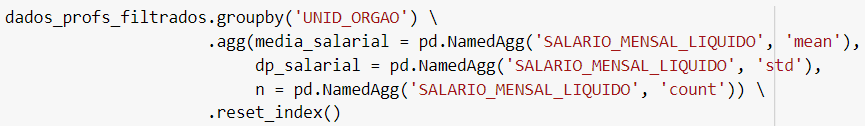 dados_profs_filtrados.groupby('UNID_ORGAO') \
.agg(media_salarial = pd.NamedAgg('SALARIO_MENSAL_LIQUIDO', 'mean'),
dp_salarial = pd.NamedAgg('SALARIO_MENSAL_LIQUIDO', 'std'),
n = pd.NamedAgg('SALARIO_MENSAL_LIQUIDO', 'count')) \
.reset_index()